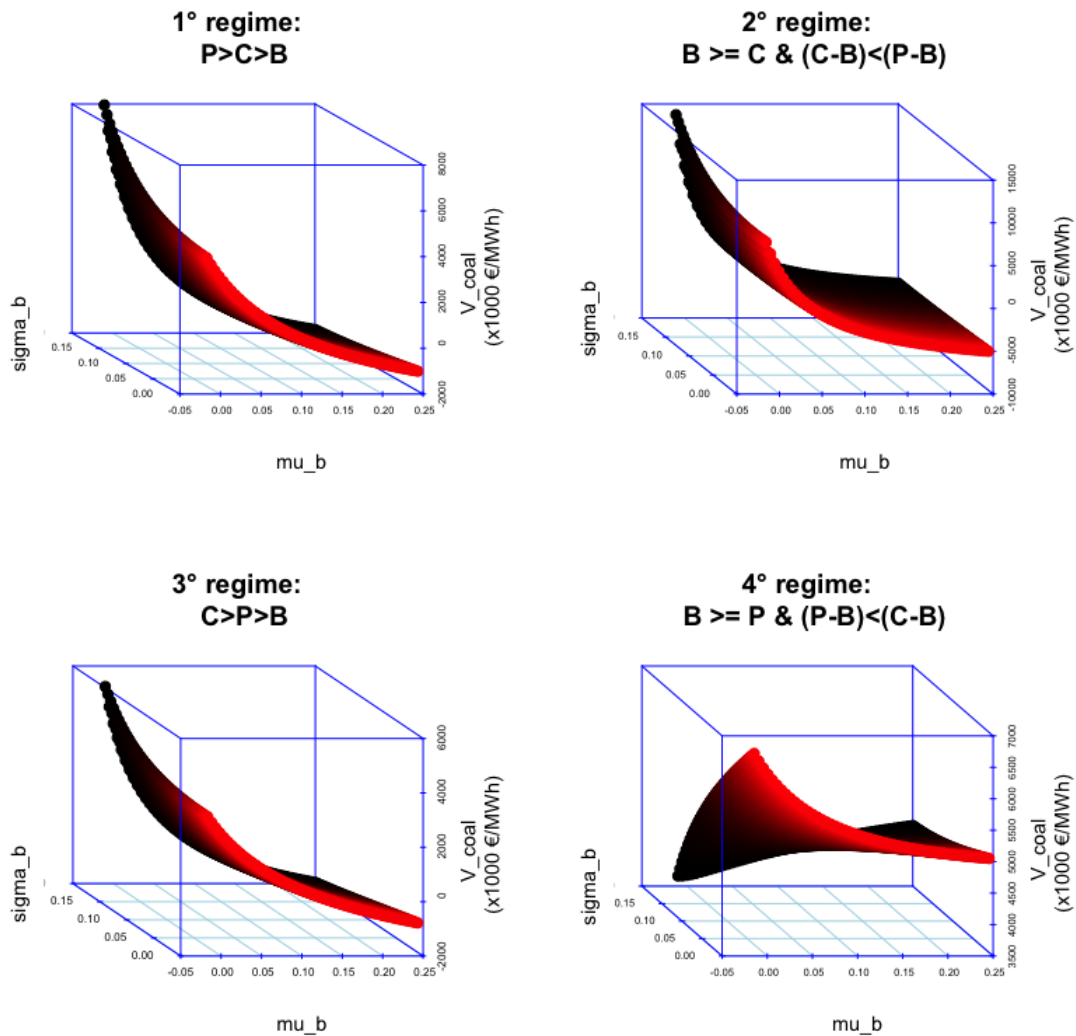 1° regime:
P>C>B
8000
6000
4000
2000
0
-2000
V_coal
(x1000 €/MWh)
sigma_b
0.15
0.10
0.05
0.00
-0.05
0.00
0.05
0.10
0.15
0.20
0.25
mu_b
2° regime:
B >= C & (C-B)<(P-B)
15000
10000
5000
0
-5000
-10000
V_coal
(x1000 €/MWh)
sigma_b
0.15
0.10
0.05
0.00
-0.05
0.00
0.05
0.10
0.15
0.20
0.25
mu_b
3° regime:
C>P>B
6000
4000
2000
0
-2000
V_coal
(x1000 €/MWh)
sigma_b
0.15
0.10
0.05
0.00
-0.05
0.00
0.05
0.10
0.15
0.20
0.25
mu_b
4° regime:
B >= P & (P-B)<(C-B)
7000
6500
6000
5500
5000
4500
4000
3500
V_coal
(x1000 €/MWh)
sigma_b
0.15
0.10
0.05
0.00
-0.05
0.00
0.05
0.10
0.15
0.20
0.25
mu_b